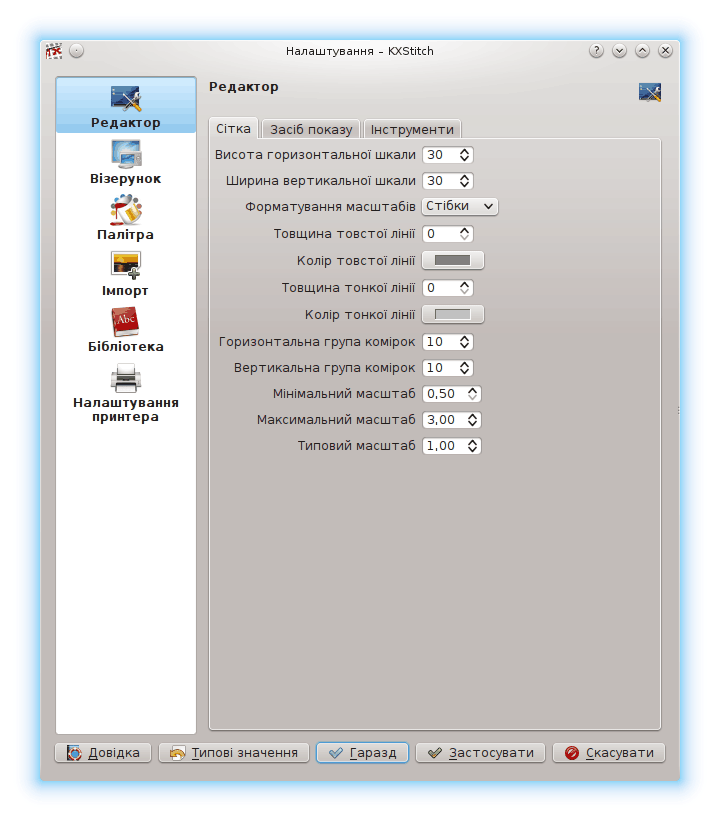 Налаштування – KXStitch
Редактор
Візерунок
Палітра
Імпорт
Abc
Бібліотека
Налаштування
принтера
Редактор
Сітка Засіб показу Інструменти
Висота горизонтальної шкали 30
Ширина вертикальної шкали 30
Форматування масштабів Стібки
Товщина товстої лінії 0
Колір товстої лінії
Товщина тонкої лінії 0
Колір тонкої лінії
Горизонтальна група комірок 10
Вертикальна група комірок 10
Мінімальний масштаб 0,50
Максимальний масштаб 3,00
Типовий масштаб 1,00
Довідка Типові значення Гаразд Застосувати Скасувати